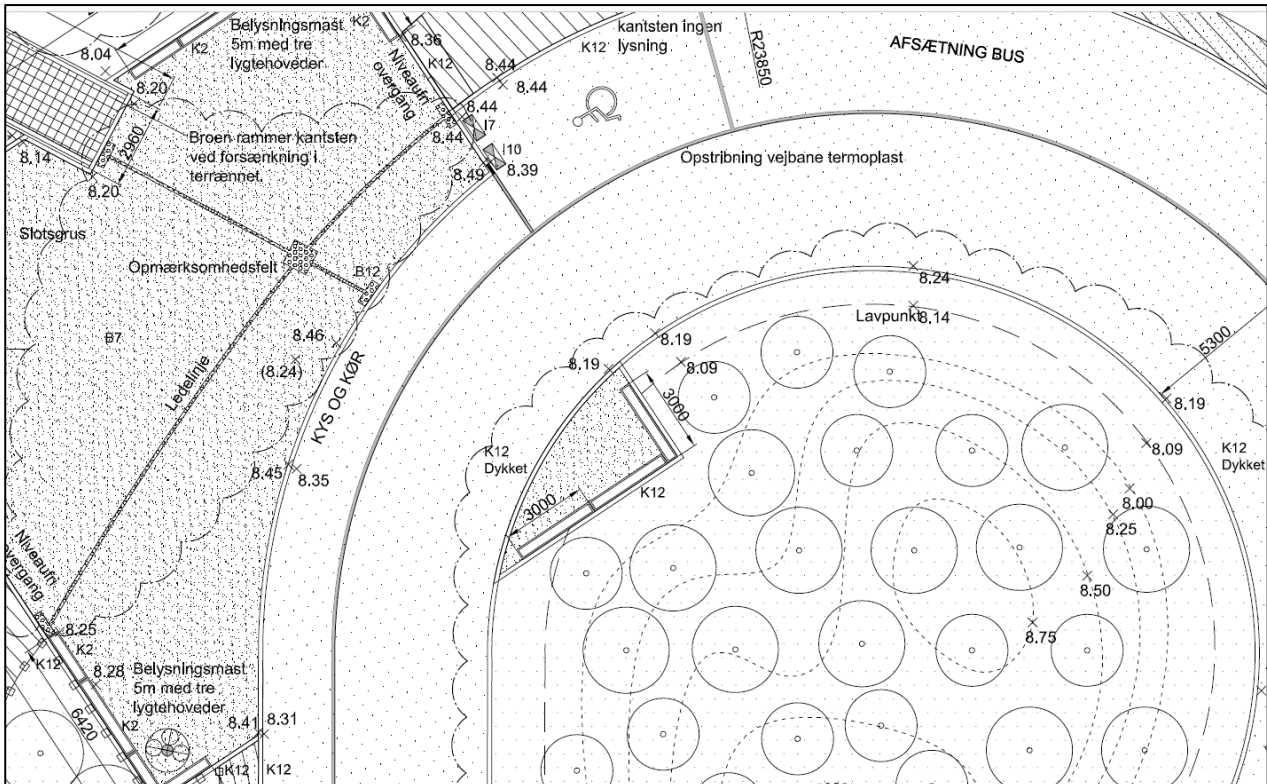 Belysningsmast
5m med tre
lygtehoveder
K2
K2
8.04
8.20
8.36
K12
Niveaufri
overgang
kantsten ingen
lysning
K12
8.44
8.44
R23850
AFSÆTNING BUS
8.44
I7
8.44
I10
8.49
8.39
2960
Broen rammer kantsten
ved forsænkning i
terrænnet.
8.14
8.20
Opstribning vejbane termoplast
Slotsgrus
Opmærksomhedsfelt
B12
8.24
Lavpunkt
8.14
B7
8.46
(8.24)
Ledelinje
KYS OG KØR
8.19
8.19
8.09
5300
3000
8.19
8.09
K12
Dykket
K12
Dykket
8.45
8.35
K12
3000
8.00
8.25
8.50
Niveaufri
overgang
8.25
8.75
K12
K2
8.28
Belysningsmast
5m med tre
lygtehoveder
6420
K2
8.41
8.31
K12
K12